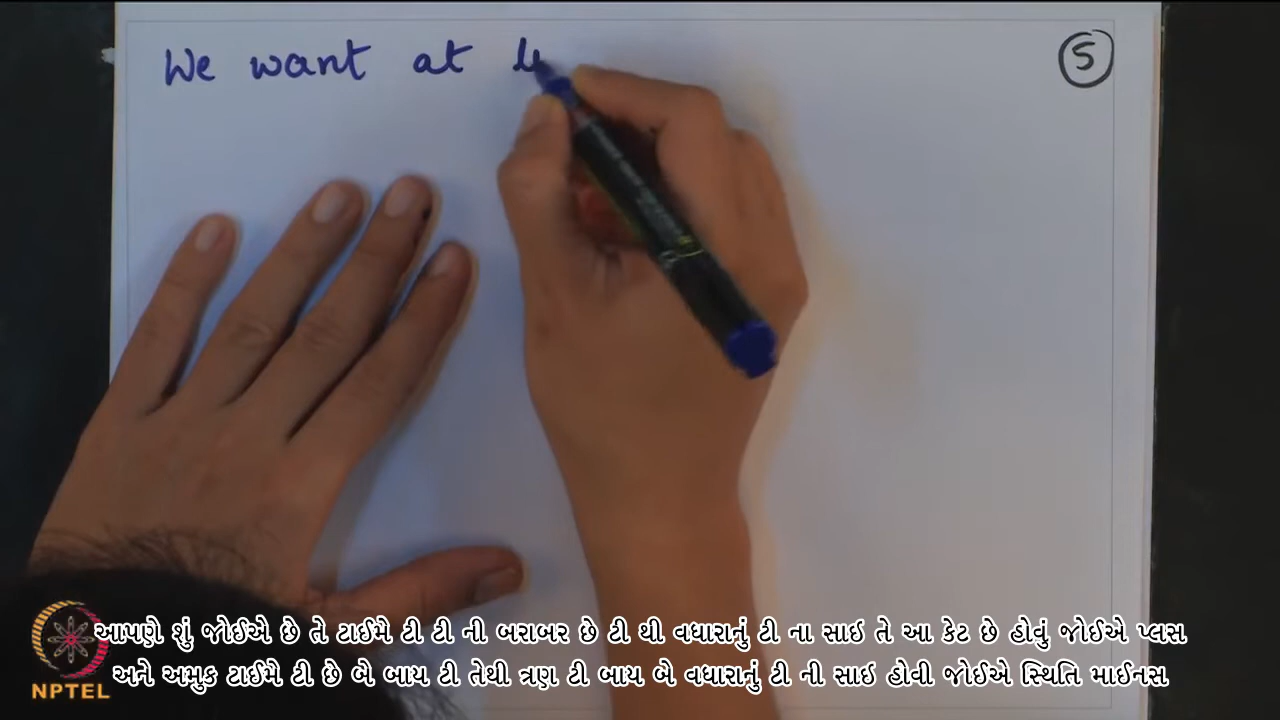 We want at
5
આપણે શું જોઈએ છે તે ટાઈમે ટી ટી ની બરાબર છે ટી થી વધારાનું ટી ના સાઇ તે આ કેટ છે હોવું જોઈએ પ્લસ
અને અમુક ટાઈમે ટી છે બે બાય ટી તેથી ત્રણ ટી બાય બે વધારાનું ટી ની સાઇ હોવી જોઈએ સ્થિતિ માઈનસ
NPTEL